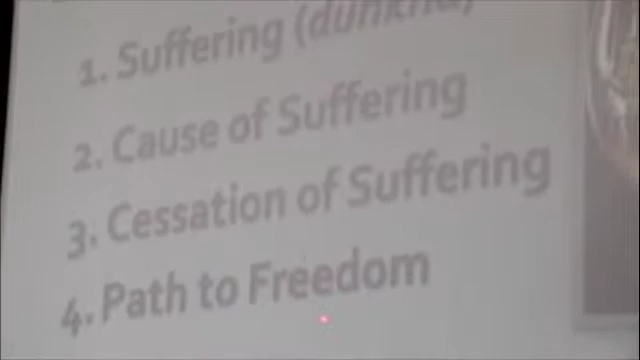 1. Suffering
2. Cause of Suffering
3. Cessation of Suffering
4. Path to Freedom